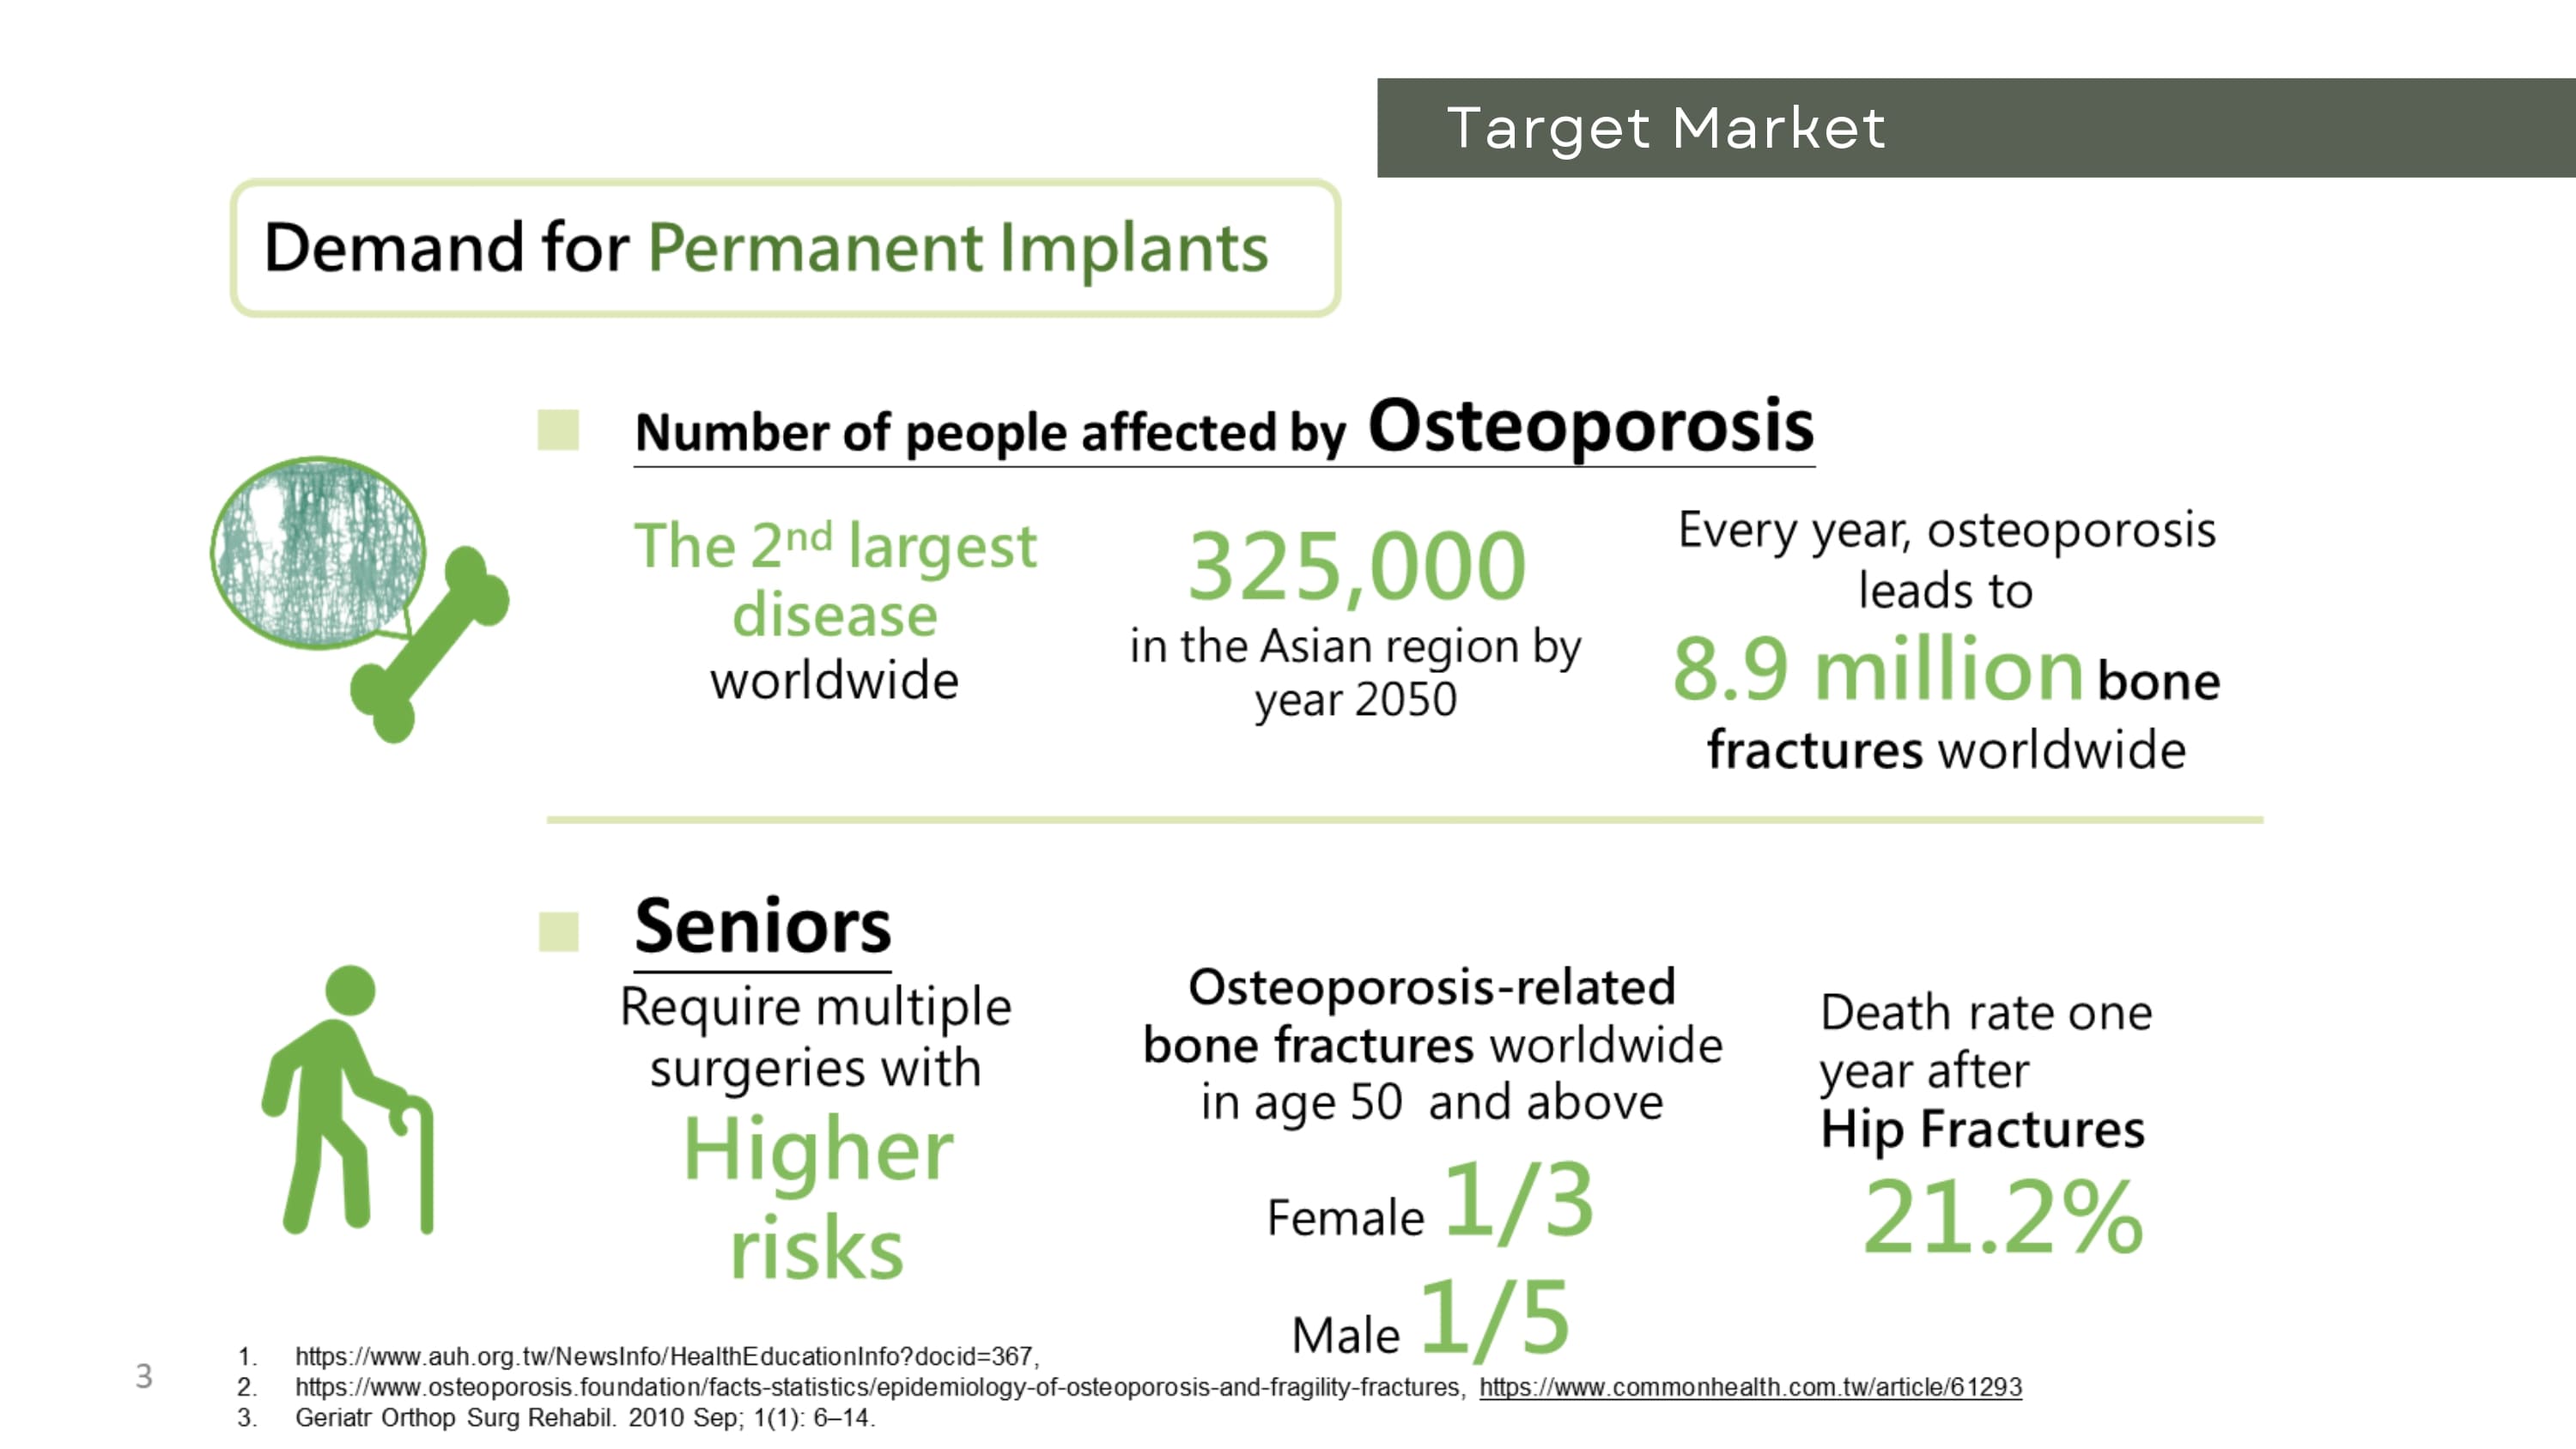 Target Market
Demand for Permanent Implants
Number of people affected by Osteoporosis
The 2nd largest
disease
worldwide
325,000
in the Asian region by
year 2050
Every year, osteoporosis
leads to
8.9 million bone
fractures worldwide
Seniors
Require multiple
surgeries with
Higher
risks
Osteoporosis-related
bone fractures worldwide
in age 50 and above
Female 1/3
Male 1/5
Death rate one
year after
Hip Fractures
21.2%
3
1. https://www.auh.org.tw/NewsInfo/HealthEducationInfo?docid=367,
2. https://www.osteoporosis.foundation/facts-statistics/epidemiology-of-osteoporosis-and-fragility-fractures, https://www.commonhealth.com.tw/article/61293
3. Geriatr Orthop Surg Rehabil. 2010 Sep; 1(1): 6–14.